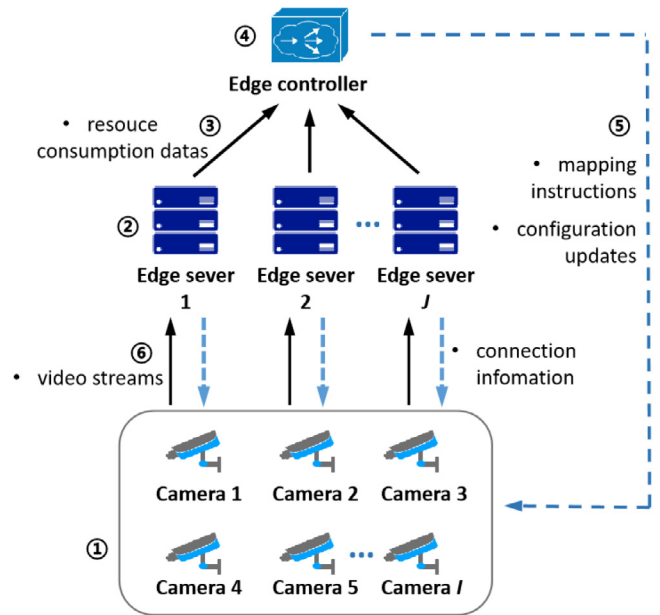 ④
Edge controller
• resouce
consumption datas
③
⑤
• mapping
instructions
• configuration
updates
②
Edge sever
1
Edge sever
2
...
Edge sever
J
⑥
• video streams
• connection
infomation
①
Camera 1
Camera 2
Camera 3
Camera 4
Camera 5
...
Camera I